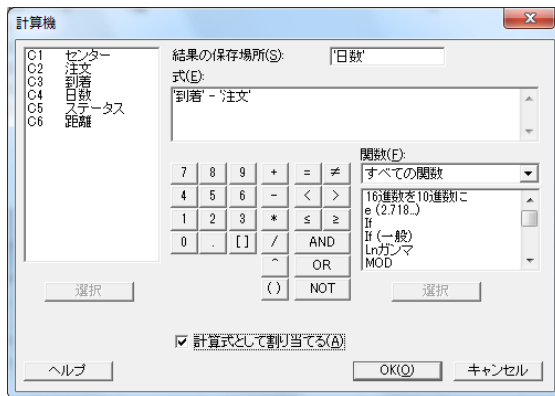 計算機
C1 センター
C2 注文
C3 到着
C4 日数
C5 ステータス
C6 距離
結果の保存場所(S): '日数'
式(E):
'到着' - '注文'
関数(F):
すべての関数
16進数を10進数に
e (2.718...)
If
If (一般)
Lnガンマ
MOD
7 8 9 + = ≠
4 5 6 - < >
1 2 3 * ≤ ≥
0 . [] / AND
^ OR
() NOT
選択
選択
計算式として割り当てる(A)
ヘルプ
OK(O)
キャンセル